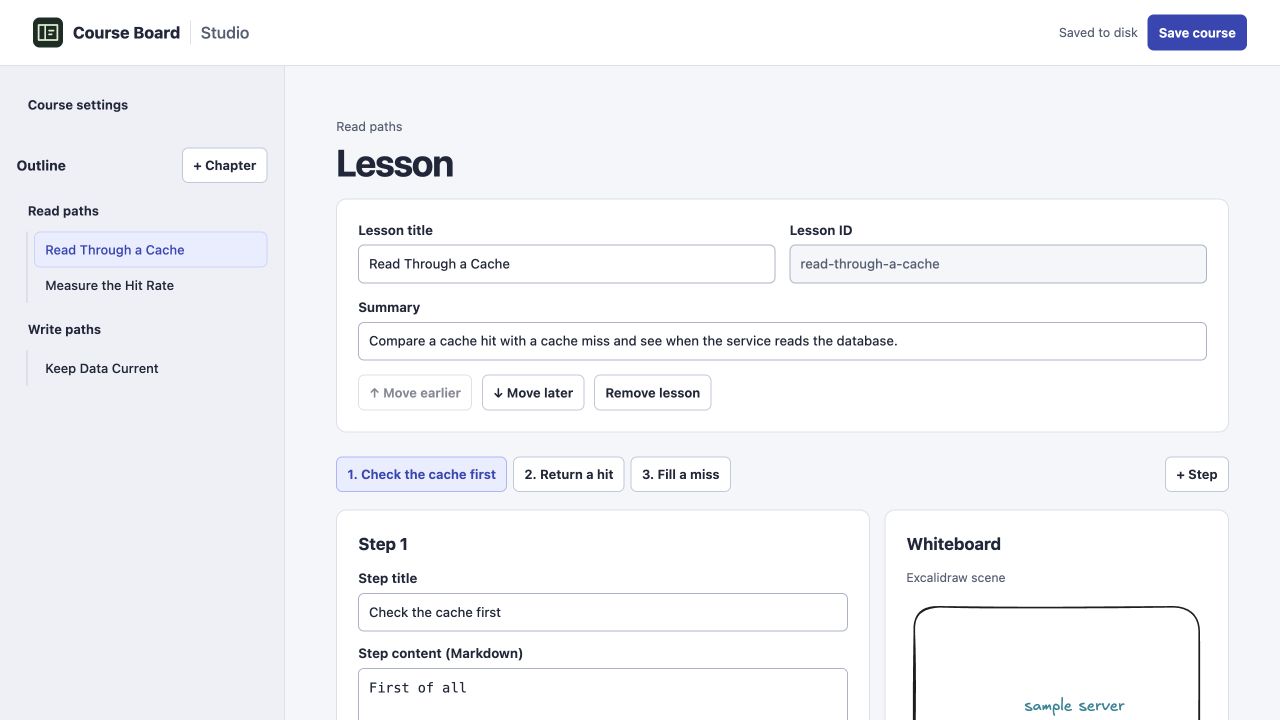 Course Board Studio
Saved to disk
Save course
Course settings
Outline
+ Chapter
Read paths
Read Through a Cache
Measure the Hit Rate
Write paths
Keep Data Current
Read paths
Lesson
Lesson title
Lesson ID
Read Through a Cache
read-through-a-cache
Summary
Compare a cache hit with a cache miss and see when the service reads the database.
↑ Move earlier
↓ Move later
Remove lesson
1. Check the cache first
2. Return a hit
3. Fill a miss
+ Step
Step 1
Step title
Check the cache first
Step content (Markdown)
First of all
Whiteboard
Excalidraw scene
sample server